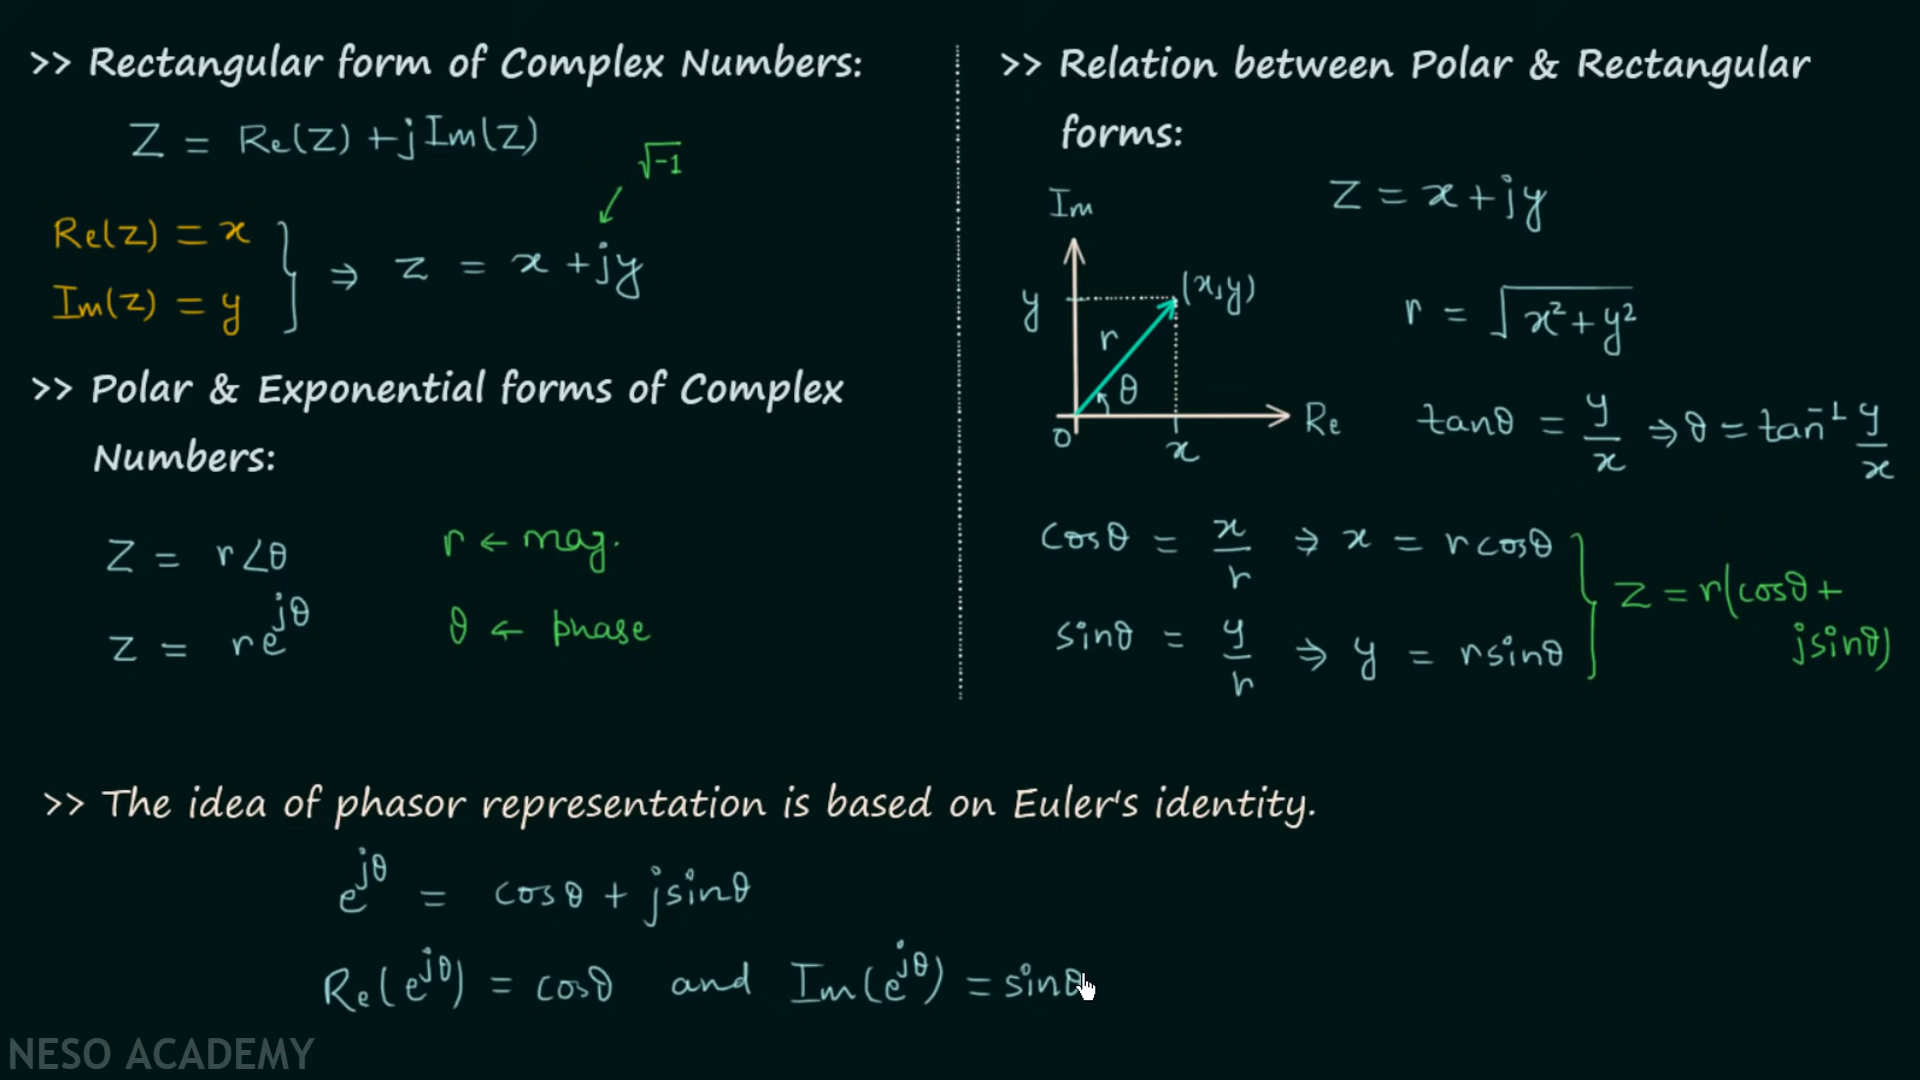 >> Rectangular form of Complex Numbers:
Z = Re(Z) + j Im(Z)
√-1
Re(z) = x
Im(z) = y
⇒ z = x + jy
>> Polar & Exponential forms of Complex
Numbers:
Z = r∠θ
r ← mag.
z = re^jθ
θ ← phase
>> Relation between Polar & Rectangular
forms:
Im
Z = x + jy
y
(x,y)
r
θ
0
x
Re
r = √x²+y²
tanθ = y/x ⇒ θ = tan⁻¹ y/x
cosθ = x/r ⇒ x = r cosθ
sinθ = y/r ⇒ y = rsinθ
Z = r(cosθ +
jsinθ)
>> The idea of phasor representation is based on Euler's identity.
e^jθ = cosθ + jsinθ
Re(e^jθ) = cosθ and Im(e^jθ) = sinθ
NESO ACADEMY